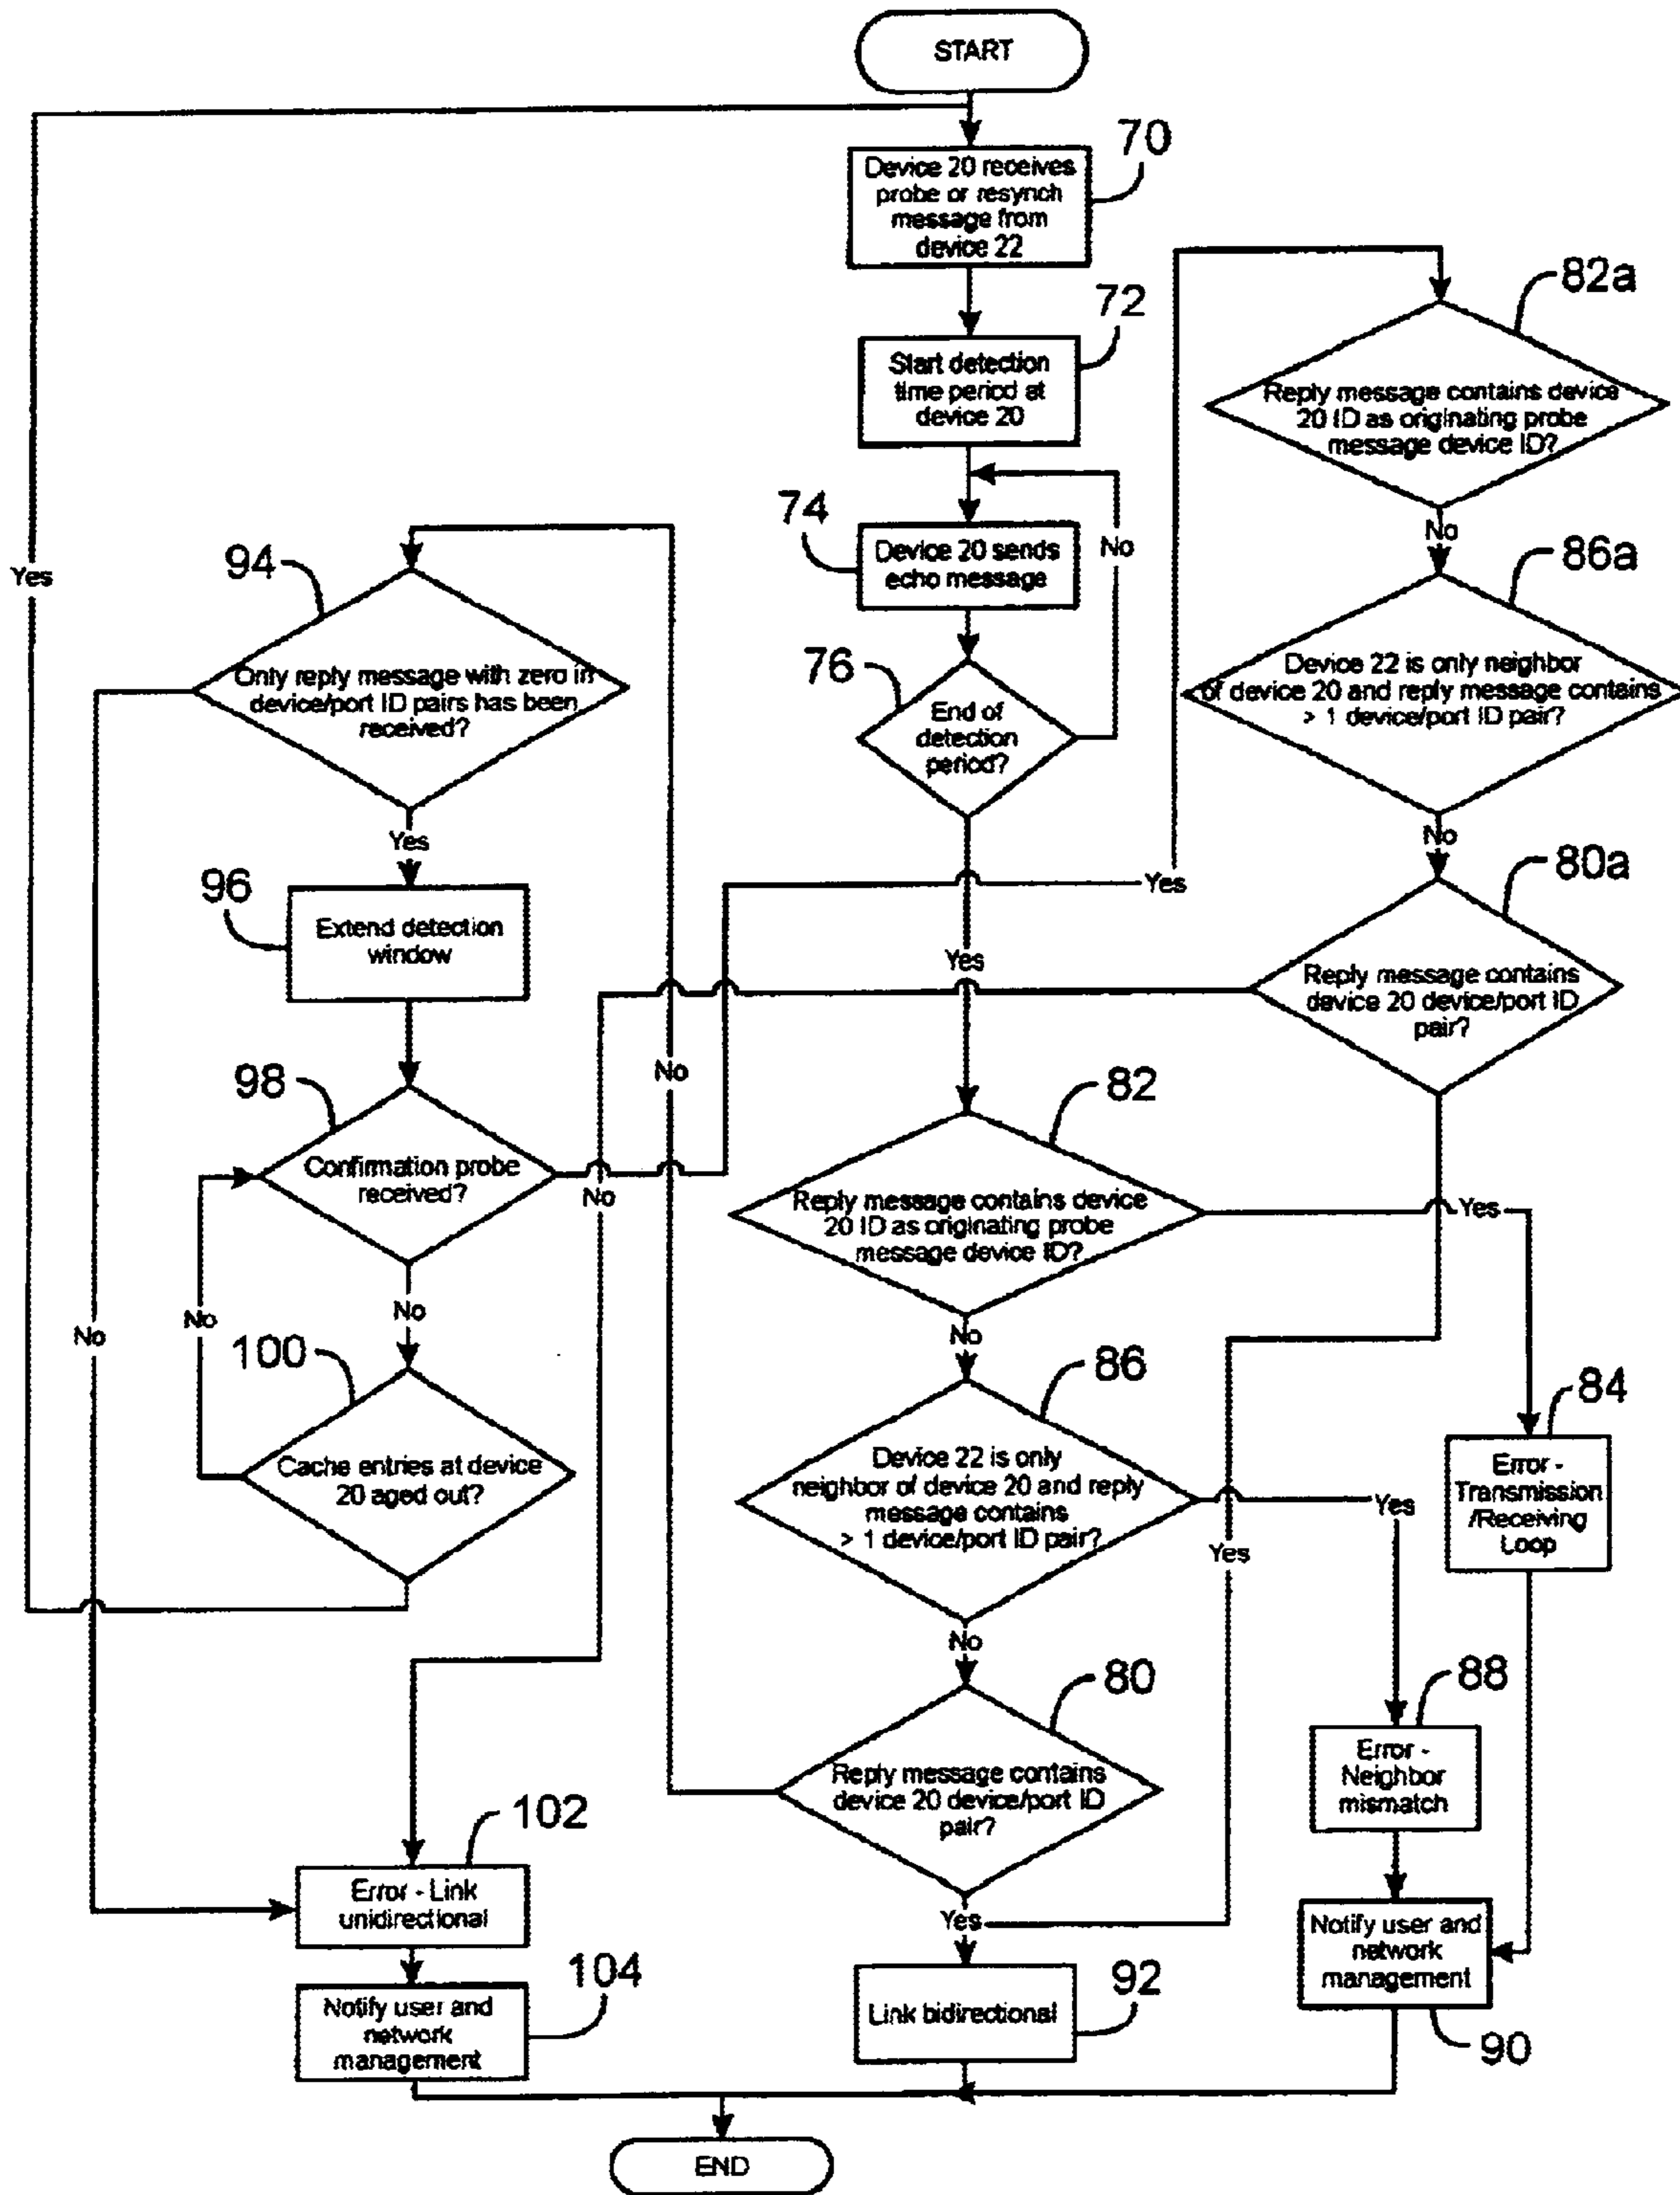 START
70
Device 20 receives
probe or resynch
message from
device 22
72
Start detection
time period at
device 20
82a
Reply message contains device
20 ID as originating probe
message device ID?
No
74
Device 20 sends
echo message
No
86a
Device 22 is only neighbor
of device 20 and reply message contains
> 1 device/port ID pair?
No
Yes
94
Only reply message with zero in
device/port ID pairs has been
received?
Yes
76
End of
detection
period?
Yes
Yes
80a
Reply message contains
device 20 device/port ID
pair?
96
Extend detection
window
No
98
Confirmation probe
received?
No
No
82
Reply message contains device
20 ID as originating probe
message device ID?
Yes
No
No
No
100
Cache entries at device
20 aged out?
86
Device 22 is only
neighbor of device 20 and reply
message contains
> 1 device/port ID pair?
Yes
Yes
No
84
Error -
Transmission
/Receiving
Loop
80
Reply message contains
device 20 device/port ID
pair?
Yes
88
Error -
Neighbor
mismatch
102
Error - Link
unidirectional
104
Notify user and
network
management
92
Link bidirectional
Notify user and
network
management
90
END